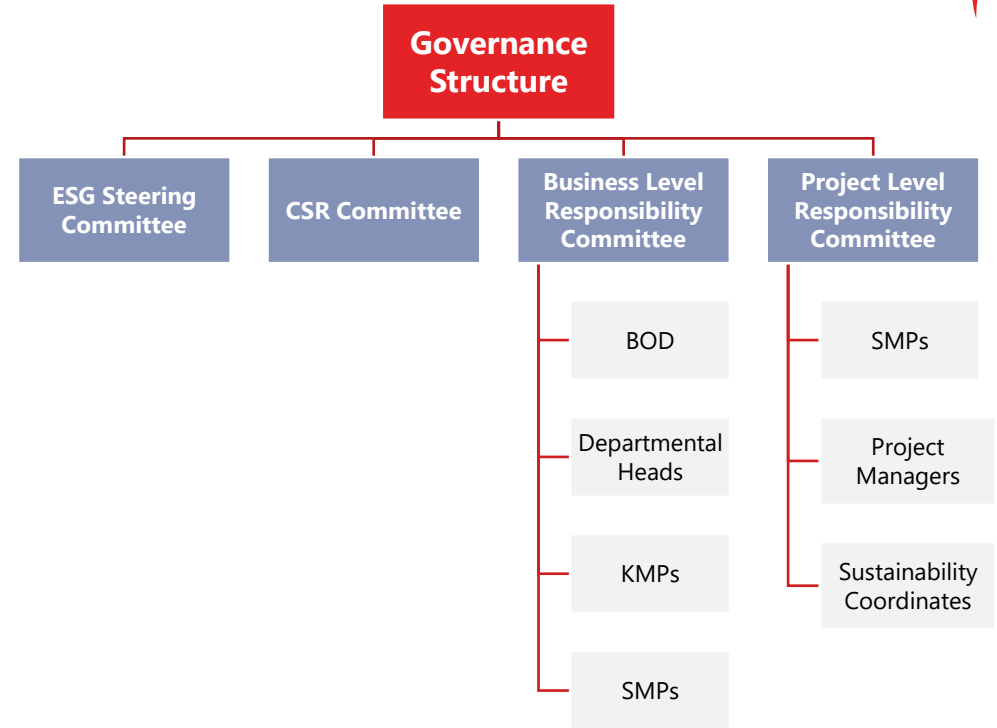 Governance
Structure
ESG Steering
Committee
CSR Committee
Business Level
Responsibility
Committee
Project Level
Responsibility
Committee
BOD
Departmental
Heads
KMPs
SMPs
SMPs
Project
Managers
Sustainability
Coordinates